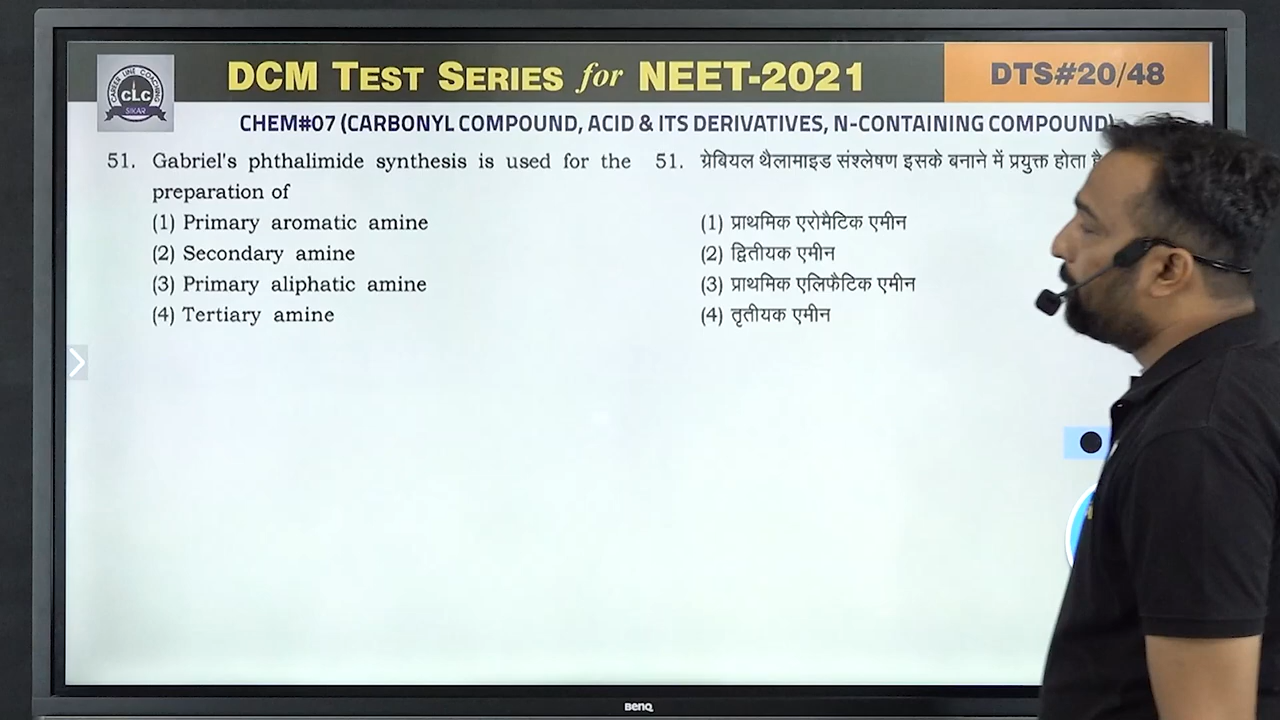 DCM TEST SERIES for NEET-2021
DTS#20/48
CAREER LINE COACHING
CLC
SIKAR
CHEM#07 (CARBONYL COMPOUND, ACID & ITS DERIVATIVES, N-CONTAINING COMPOUND)
51. Gabriel's phthalimide synthesis is used for the
preparation of
(1) Primary aromatic amine
(2) Secondary amine
(3) Primary aliphatic amine
(4) Tertiary amine
51. ग्रेबियल थैलामाइड संश्लेषण इसके बनाने में प्रयुक्त होता है
(1) प्राथमिक एरोमैटिक एमीन
(2) द्वितीयक एमीन
(3) प्राथमिक एलिफैटिक एमीन
(4) तृतीयक एमीन
BenQ